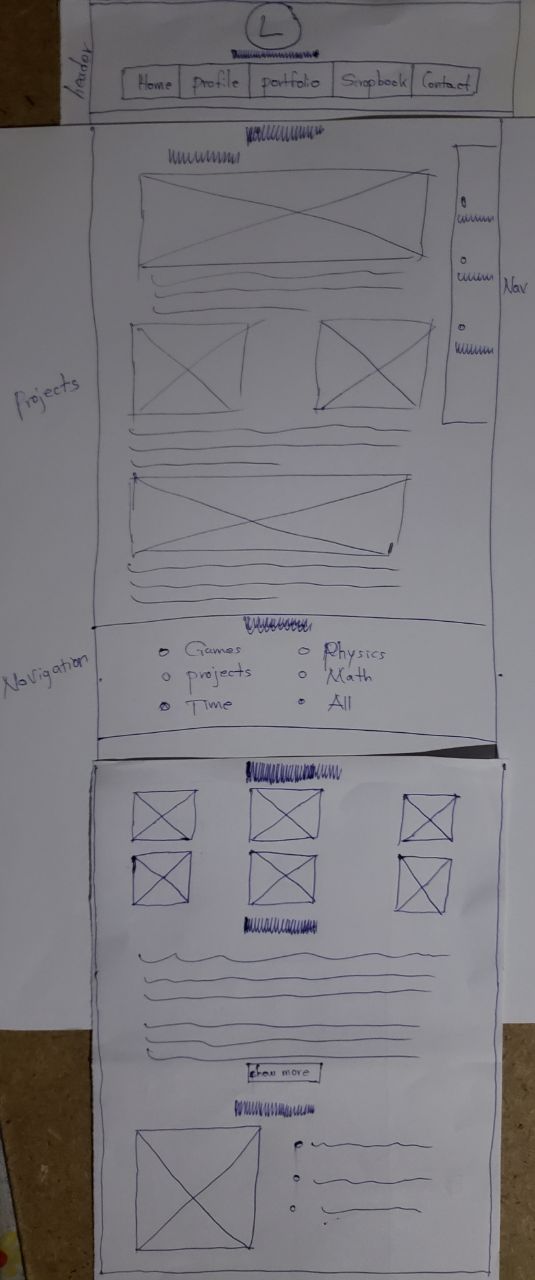 header
L
Home profile portfolio Scrapbook Contact
Nav
Projects
Navigation
Games Physics
projects Math
Time All
show more